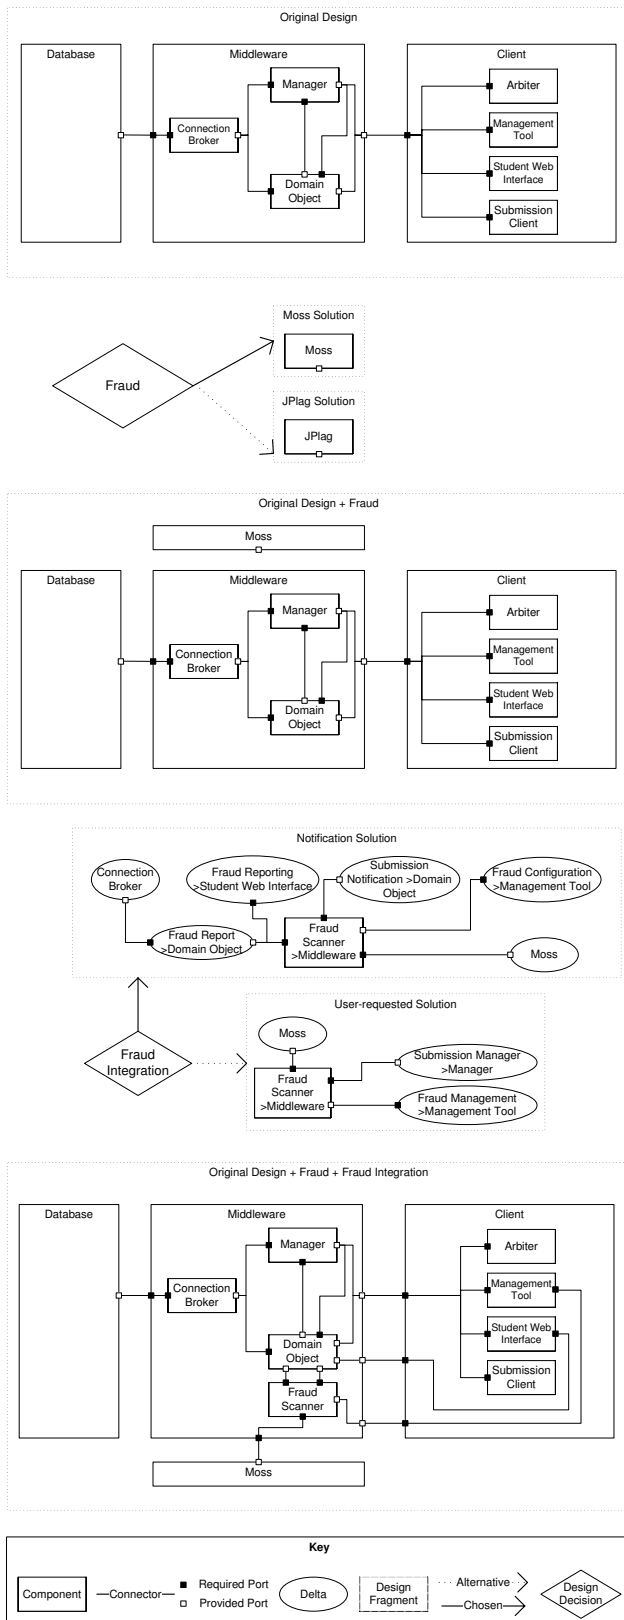 Original Design
Database
Middleware
Client
Manager
Arbiter
Connection
Broker
Management
Tool
Student Web
Interface
Domain
Object
Submission
Client
Moss Solution
Moss
Fraud
JPlag Solution
JPlag
Original Design + Fraud
Moss
Database
Middleware
Client
Manager
Arbiter
Connection
Broker
Management
Tool
Student Web
Interface
Domain
Object
Submission
Client
Notification Solution
Connection
Broker
Fraud Reporting
>Student Web Interface
Submission
Notification >Domain
Object
Fraud Configuration
>Management Tool
Fraud Report
>Domain Object
Fraud
Scanner
>Middleware
Moss
User-requested Solution
Moss
Fraud
Integration
Fraud
Scanner
>Middleware
Submission Manager
>Manager
Fraud Management
>Management Tool
Original Design + Fraud + Fraud Integration
Database
Middleware
Client
Manager
Arbiter
Connection
Broker
Management
Tool
Student Web
Interface
Domain
Object
Submission
Client
Fraud
Scanner
Moss
Key
Component
Connector
Required Port
Provided Port
Delta
Design
Fragment
Alternative
Chosen
Design
Decision